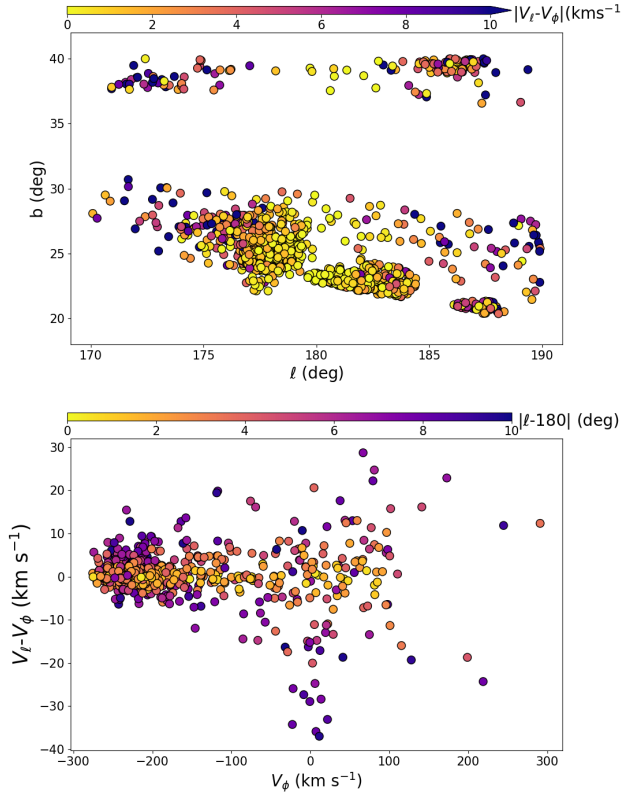 0 2 4 6 8 10 |Vℓ-Vϕ|(kms⁻¹
40
35
30
25
20
b (deg)
170 175 180 185 190
ℓ (deg)
0 2 4 6 8 10 |ℓ-180| (deg)
30
20
10
0
−10
−20
−30
−40
Vℓ-Vϕ (km s⁻¹)
−300 −200 −100 0 100 200 300
Vϕ (km s⁻¹)